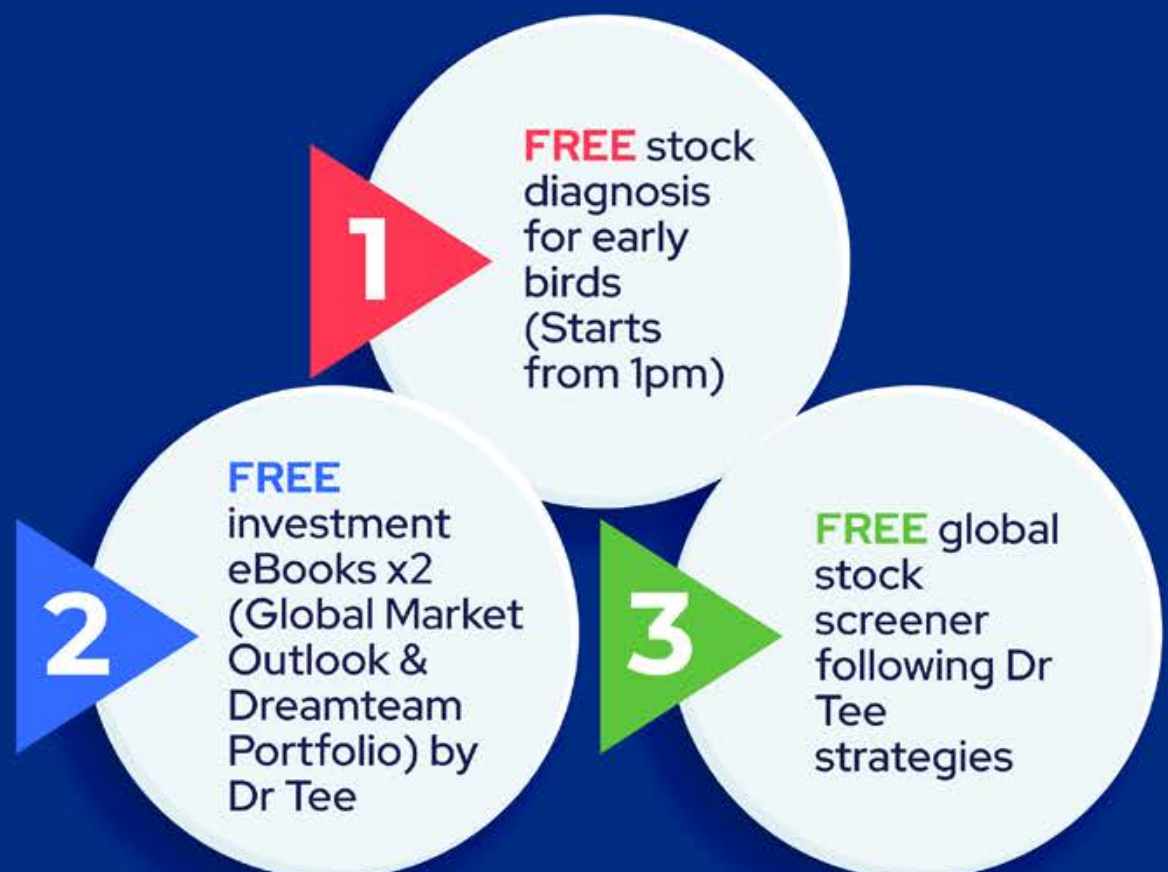 1
FREE stock
diagnosis
for early
birds
(Starts
from 1pm)
2
FREE
investment
eBooks x2
(Global Market
Outlook &
Dreamteam
Portfolio) by
Dr Tee
3
FREE global
stock
screener
following Dr
Tee
strategies